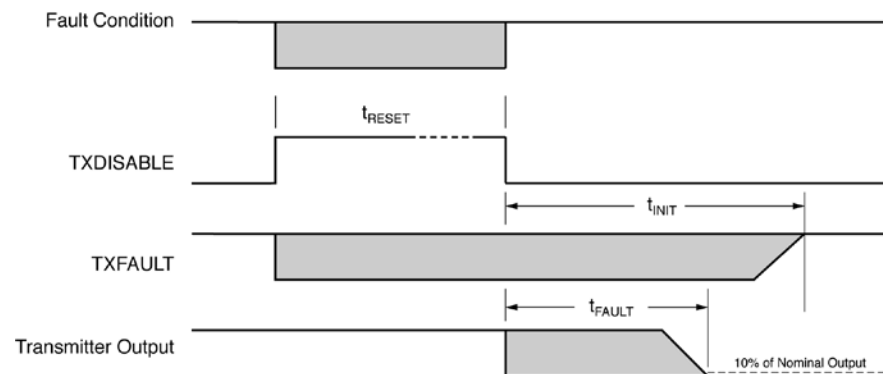 Fault Condition
tRESET
TXDISABLE
tINIT
TXFAULT
tFAULT
Transmitter Output
10% of Nominal Output